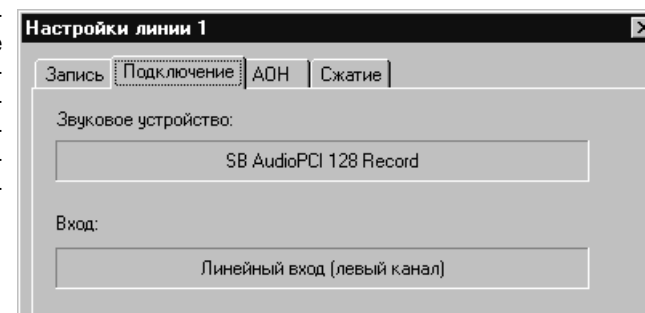 Настройки линии 1
Запись Подключение АОН Сжатие
Звуковое устройство:
SB AudioPCI 128 Record
Вход:
Линейный вход (левый канал)